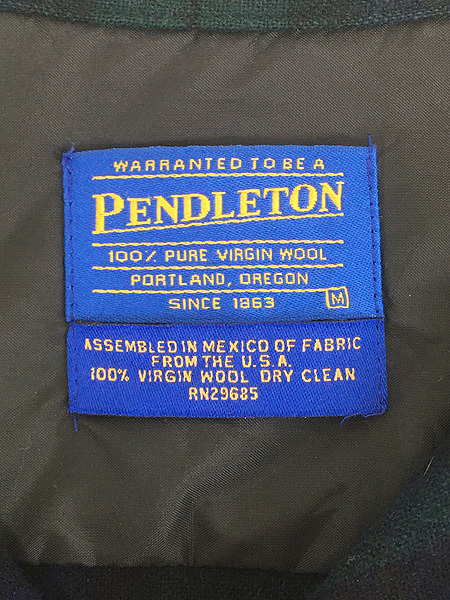 WARRANTED TO BE A
PENDLETON
100% PURE VIRGIN WOOL
PORTLAND, OREGON
SINCE 1863 M
ASSEMBLED IN MEXICO OF FABRIC
FROM THE U.S.A.
100% VIRGIN WOOL DRY CLEAN
RN29685